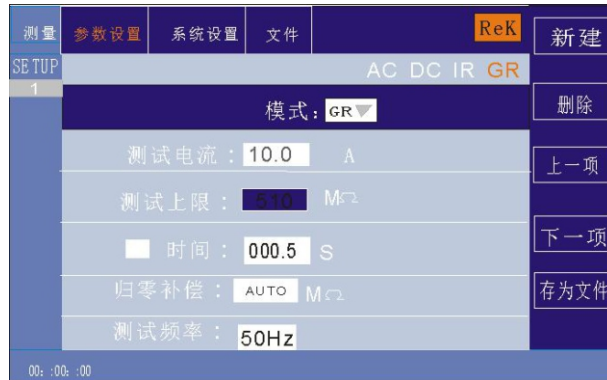 测量 参数设置 系统设置 文件 ReK
SETUP AC DC IR GR
1
模式：GR
测试电流：10.0 A
测试上限：510 MΩ
时间：000.5 S
归零补偿：AUTO MΩ
测试频率：50Hz
00：:00：:00
新建
删除
上一项
下一项
存为文件